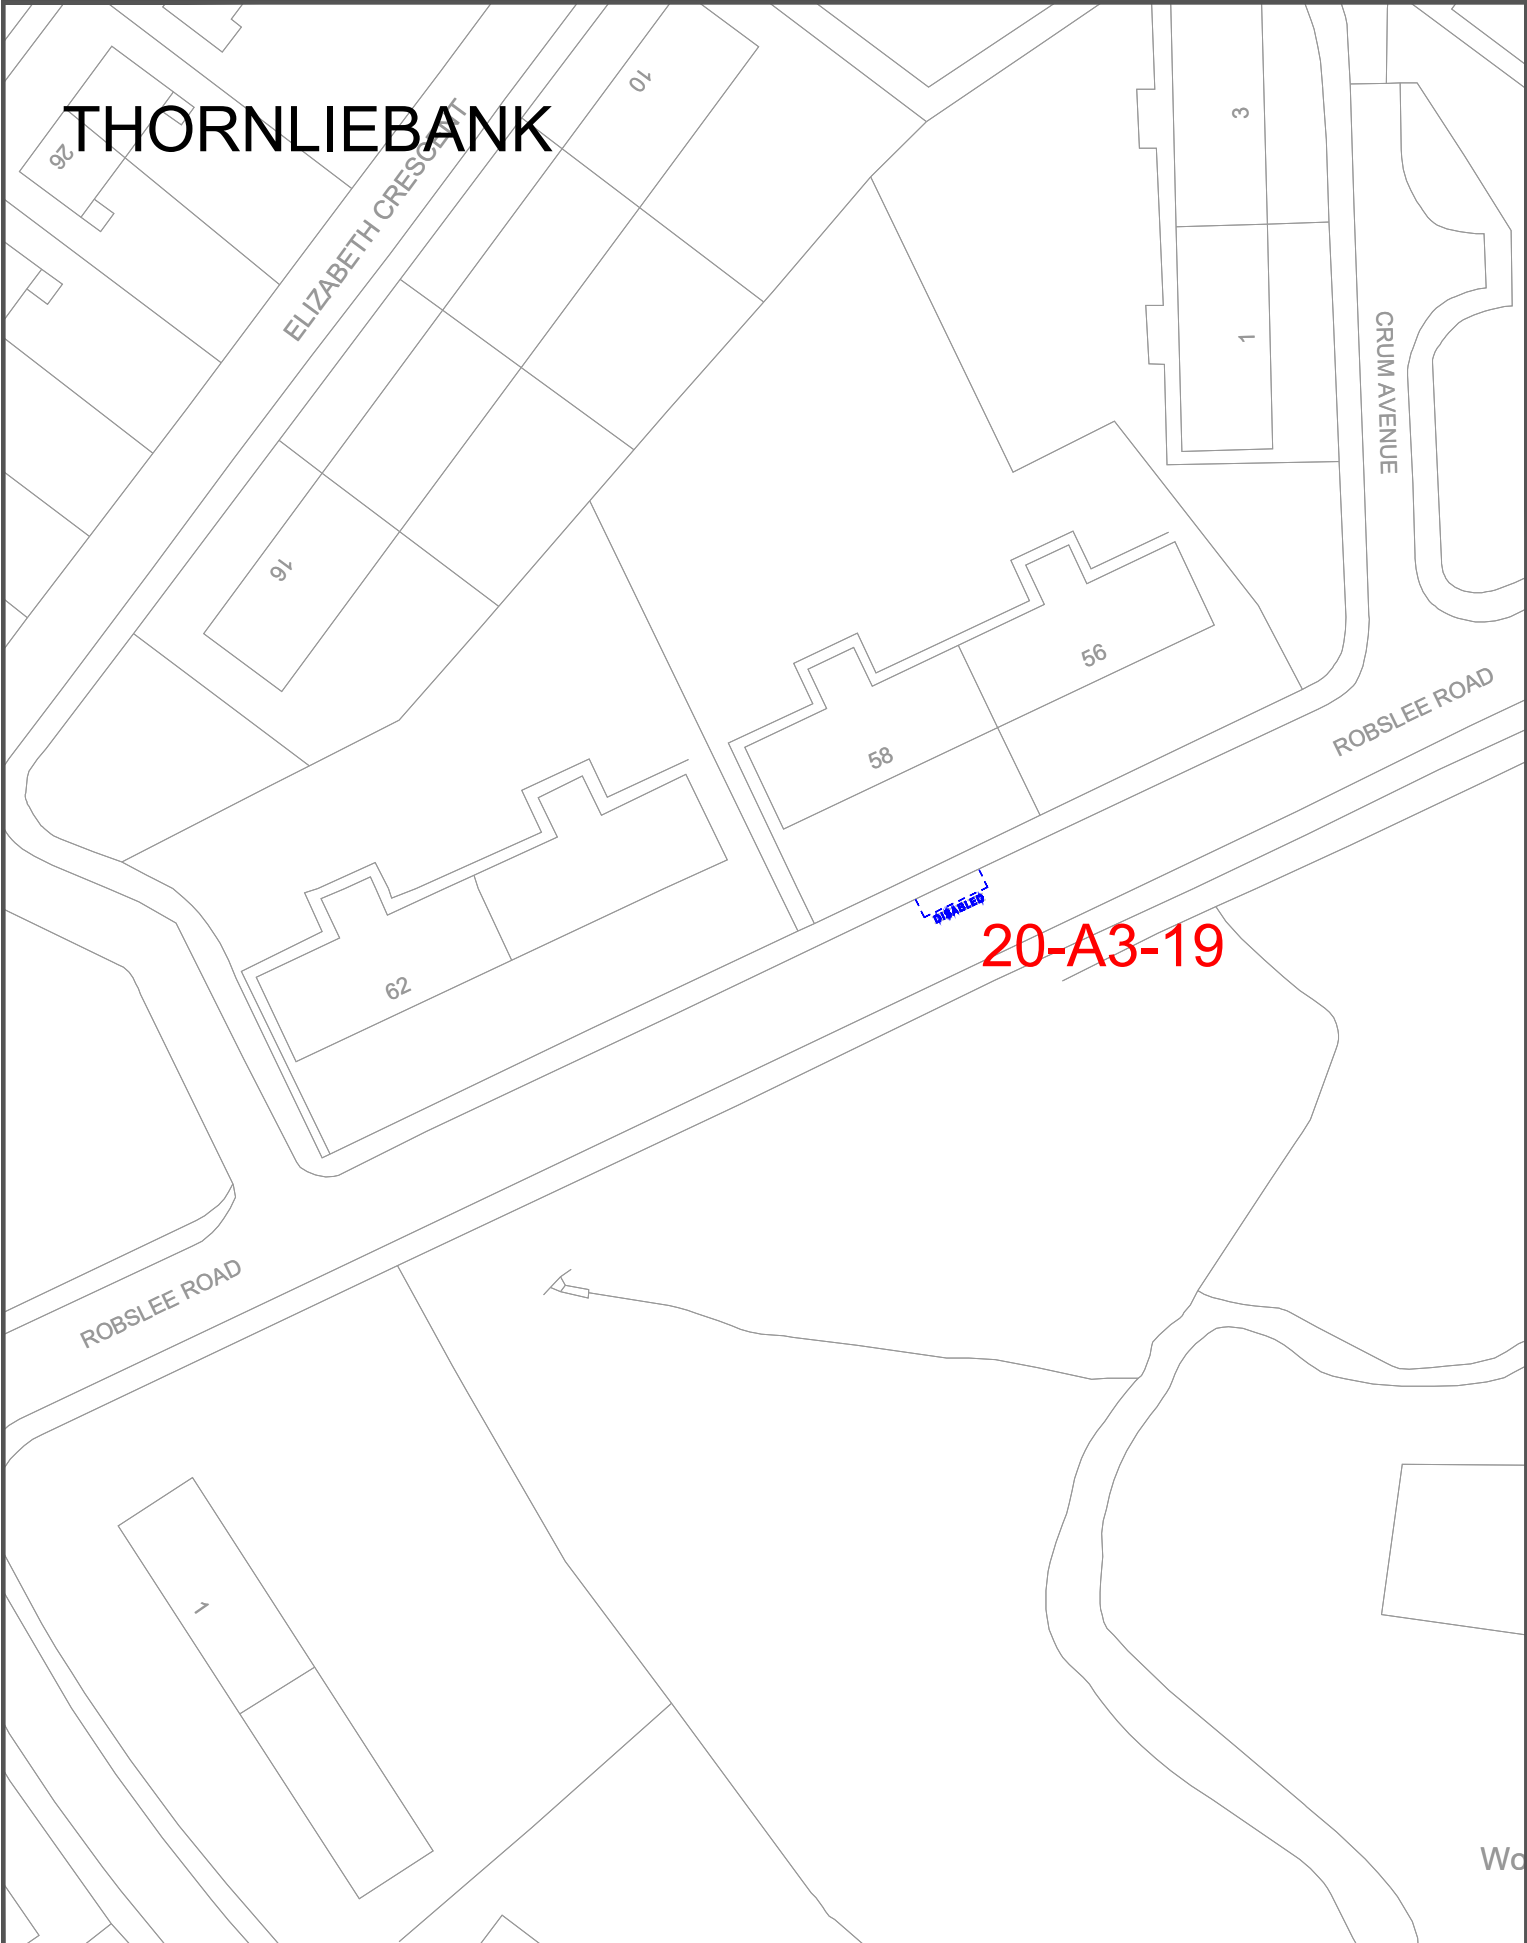 THORNLIEBANK
ELIZABETH CRESCENT
10
26
3
1
CRUM AVENUE
16
56
58
ROBSLEE ROAD
DISABLED
20-A3-19
62
ROBSLEE ROAD
1
Wo